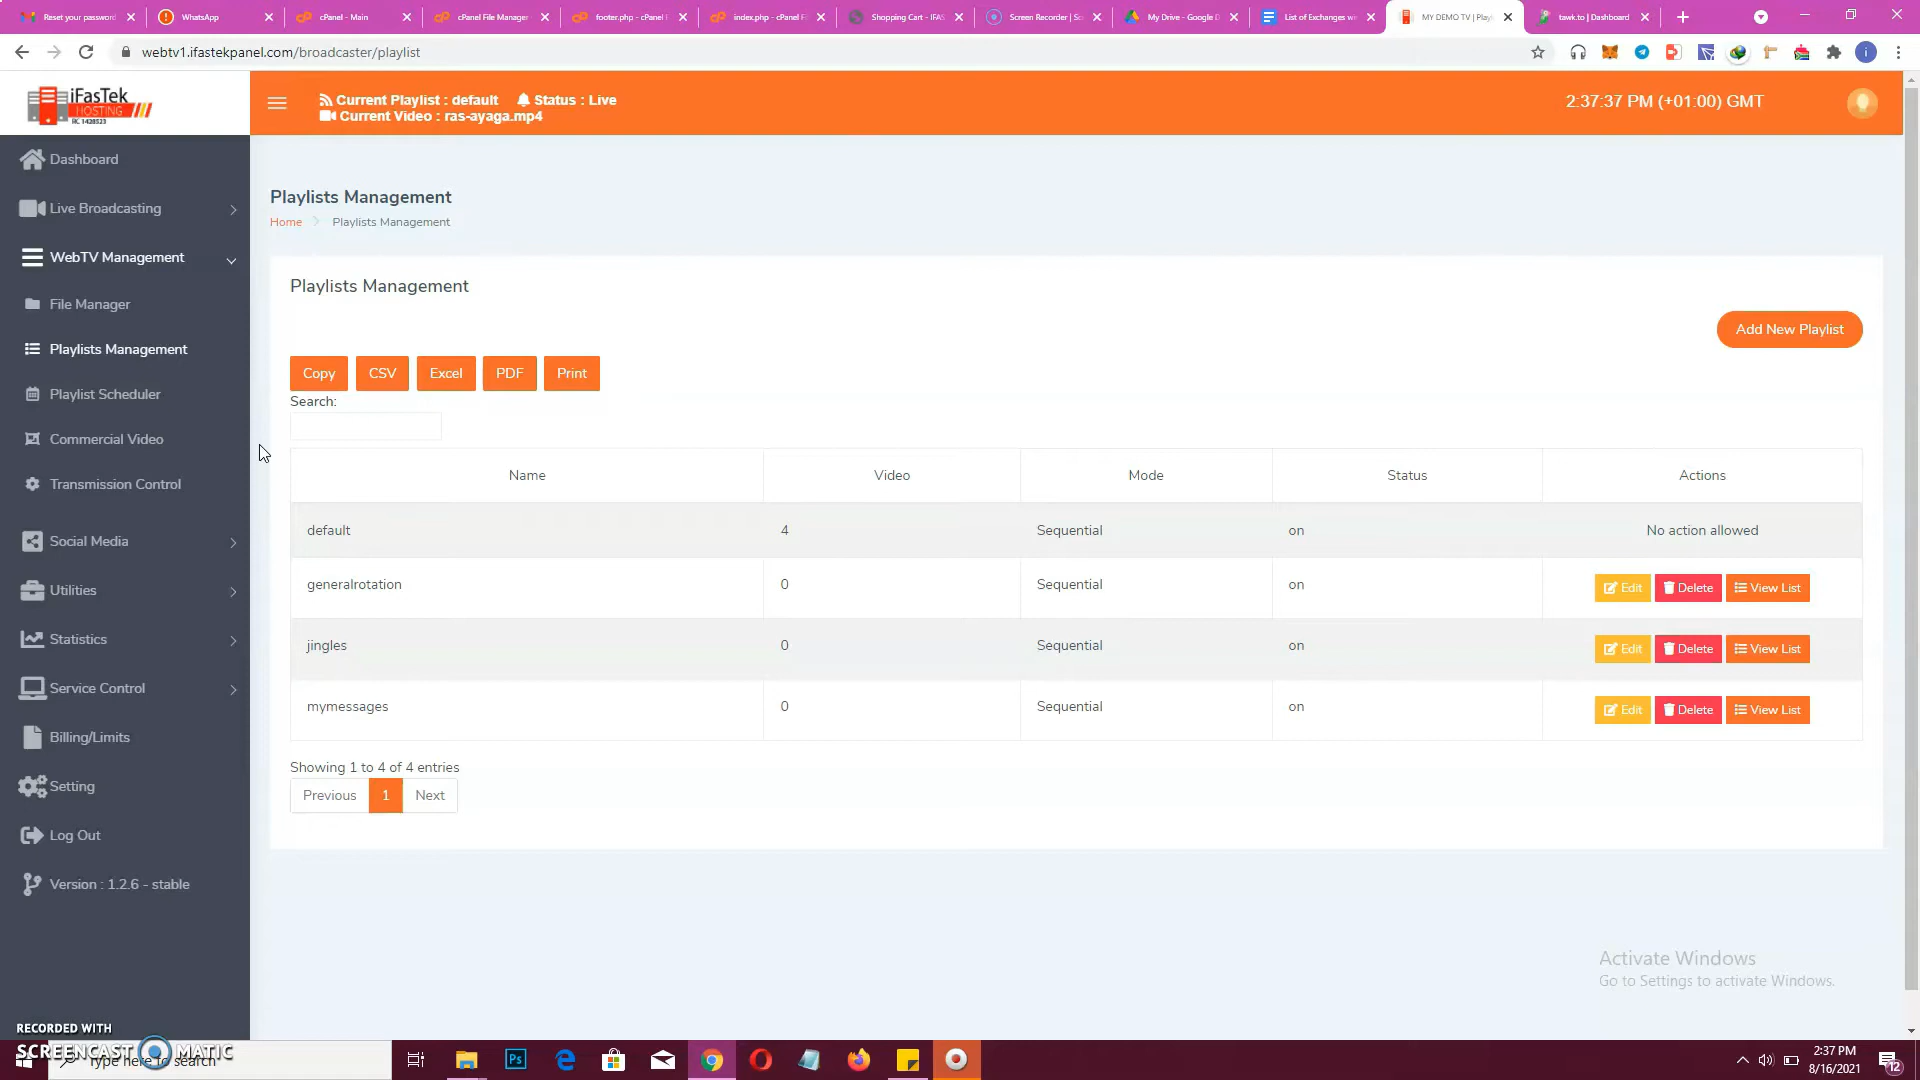 Reset your password
WhatsApp
cPanel - Main
cPanel File Manager
footer.php - cPanel
index.php - cPanel F
Shopping Cart - iFAS
Screen Recorder | Sc
My Drive - Google D
List of Exchanges w
MY DEMO TV | Play
tawk.to | Dashboard
webtv1.ifastekpanel.com/broadcaster/playlist
iFasTek
HOSTING
RC 1428523
Current Playlist : default
Status : Live
Current Video : ras-ayaga.mp4
2:37:37 PM (+01:00) GMT
Dashboard
Live Broadcasting
WebTV Management
File Manager
Playlists Management
Playlist Scheduler
Commercial Video
Transmission Control
Social Media
Utilities
Statistics
Service Control
Billing/Limits
Setting
Log Out
Version : 1.2.6 - stable
Playlists Management
Home Playlists Management
Playlists Management
Add New Playlist
Copy CSV Excel PDF Print
Search:
Name Video Mode Status Actions
default 4 Sequential on No action allowed
generalrotation 0 Sequential on Edit Delete View List
jingles 0 Sequential on Edit Delete View List
mymessages 0 Sequential on Edit Delete View List
Showing 1 to 4 of 4 entries
Previous 1 Next
Activate Windows
Go to Settings to activate Windows.
RECORDED WITH
SCREENCAST MATIC
Type here to search
Ps
2:37 PM
8/16/2021
12